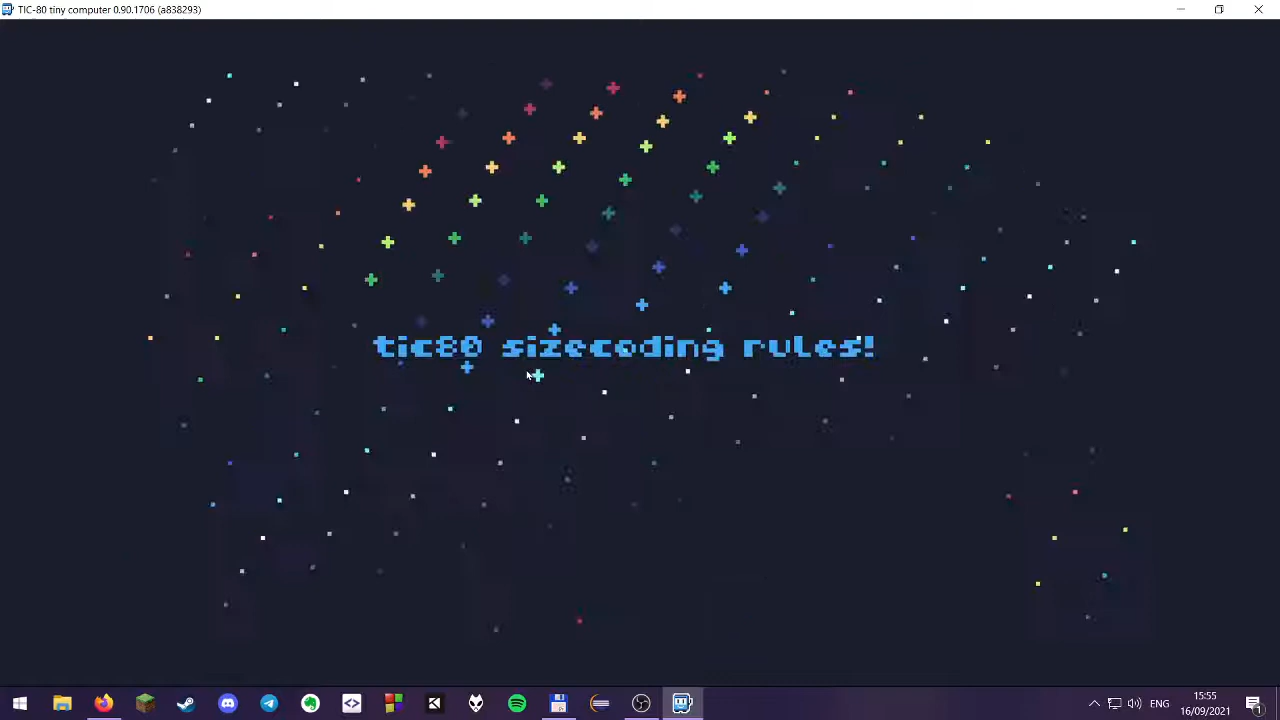 TIC-80 tiny computer 0.90.1706 (a838293)
tic80 sizecoding rules!
ENG
15:55
16/09/2021